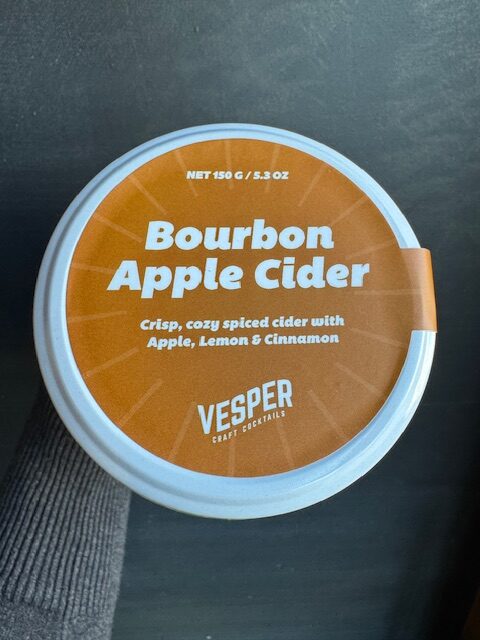 NET 150 G / 5.3 OZ
Bourbon
Apple Cider
Crisp, cozy spiced cider with
Apple, Lemon & Cinnamon
VESPER
CRAFT COCKTAILS